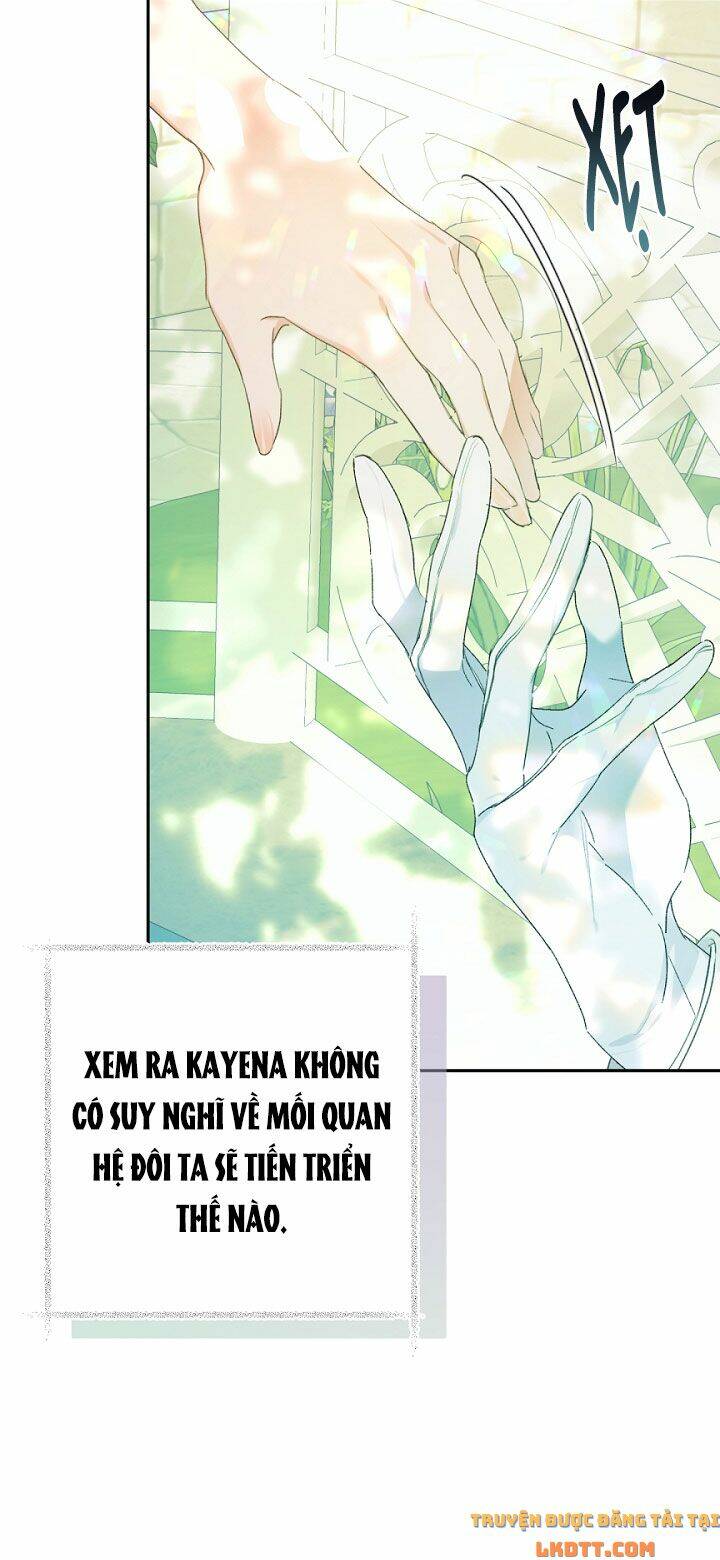 XẸT
XEM RA KAYENA KHÔNG
CÓ SUY NGHĨ VỀ MỐI QUAN
HỆ ĐÔI TA SẼ TIẾN TRIỂN
THẾ NÀO.
TRUYỆN ĐƯỢC ĐĂNG TẢI TẠI
LKDTT.COM